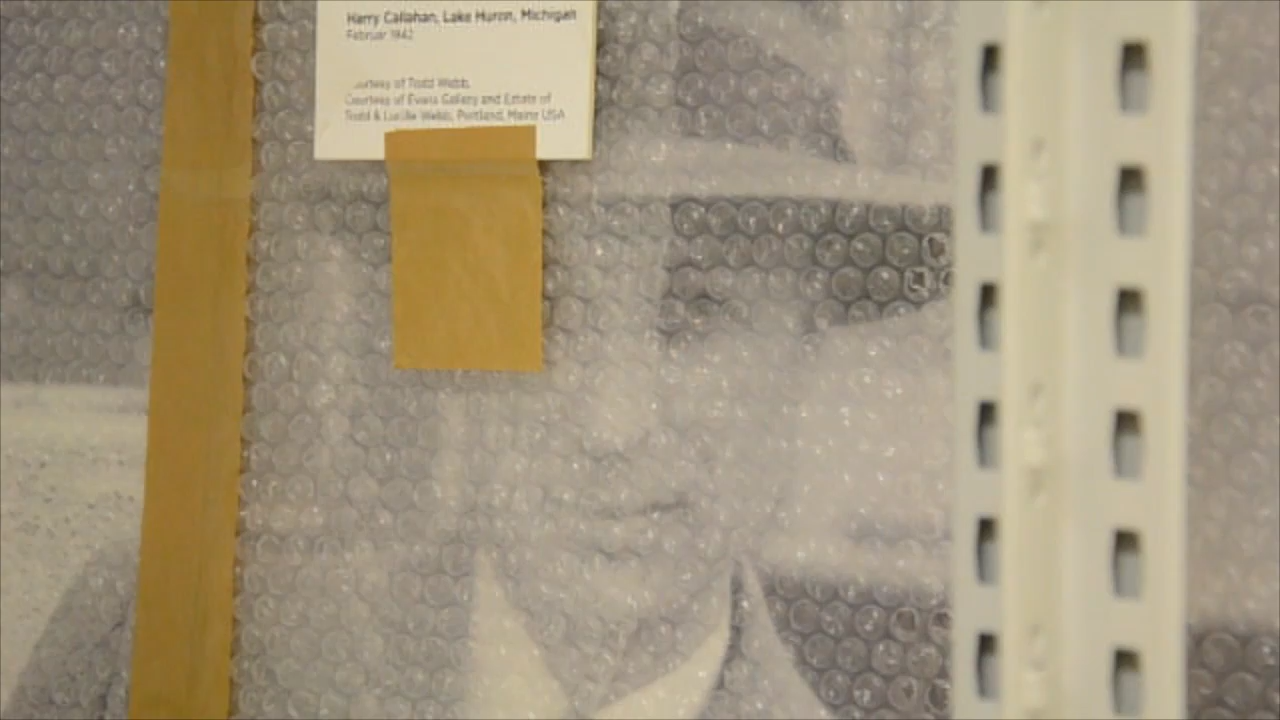 Harry Callahan, Lake Huron, Michigan
Februar 1942
Courtesy of Todd Webb,
Courtesy of Evans Gallery and Estate of
Todd & Lucille Webb, Portland, Maine USA